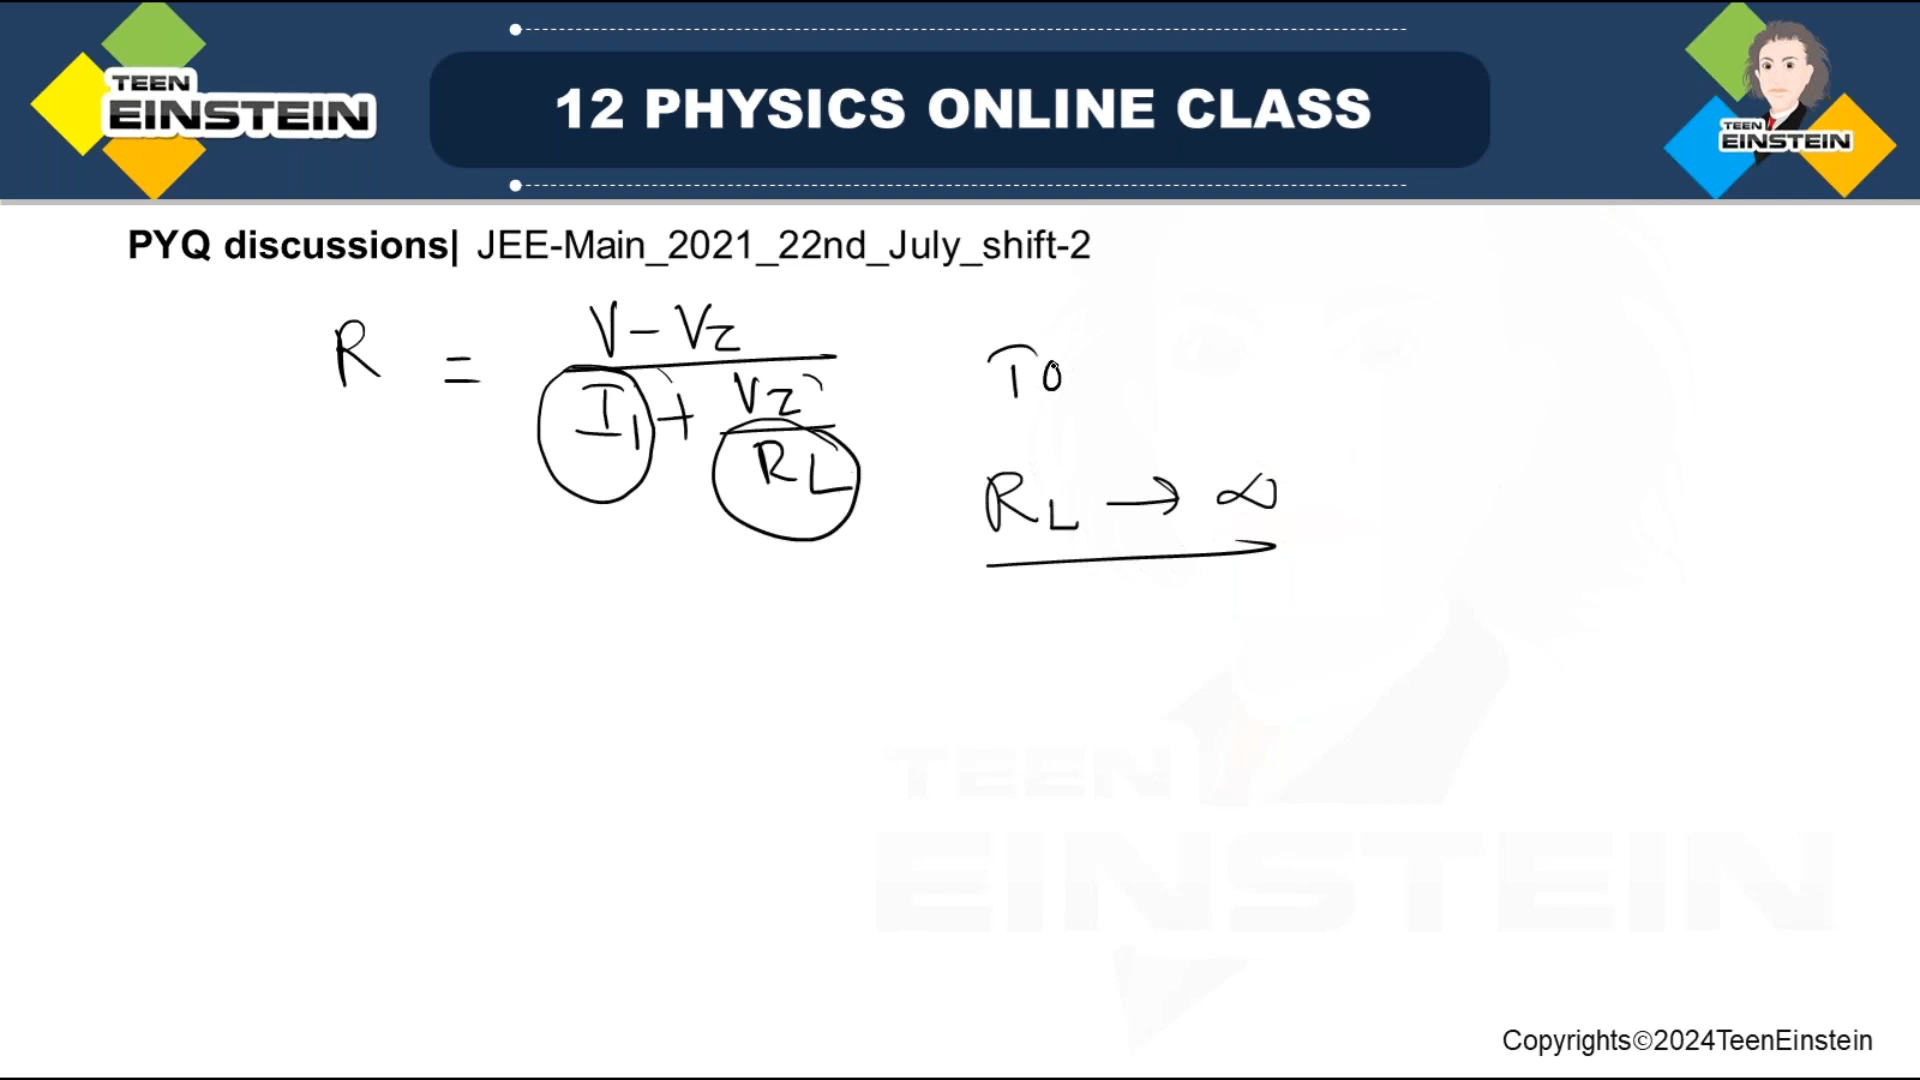 TEEN
EINSTEIN
12 PHYSICS ONLINE CLASS
TEEN
EINSTEIN
PYQ discussions| JEE-Main_2021_22nd_July_shift-2
R = (V - Vz) / (I1 + Vz/RL)
To
RL → ∞
TEEN
EINSTEIN
Copyrights©2024TeenEinstein